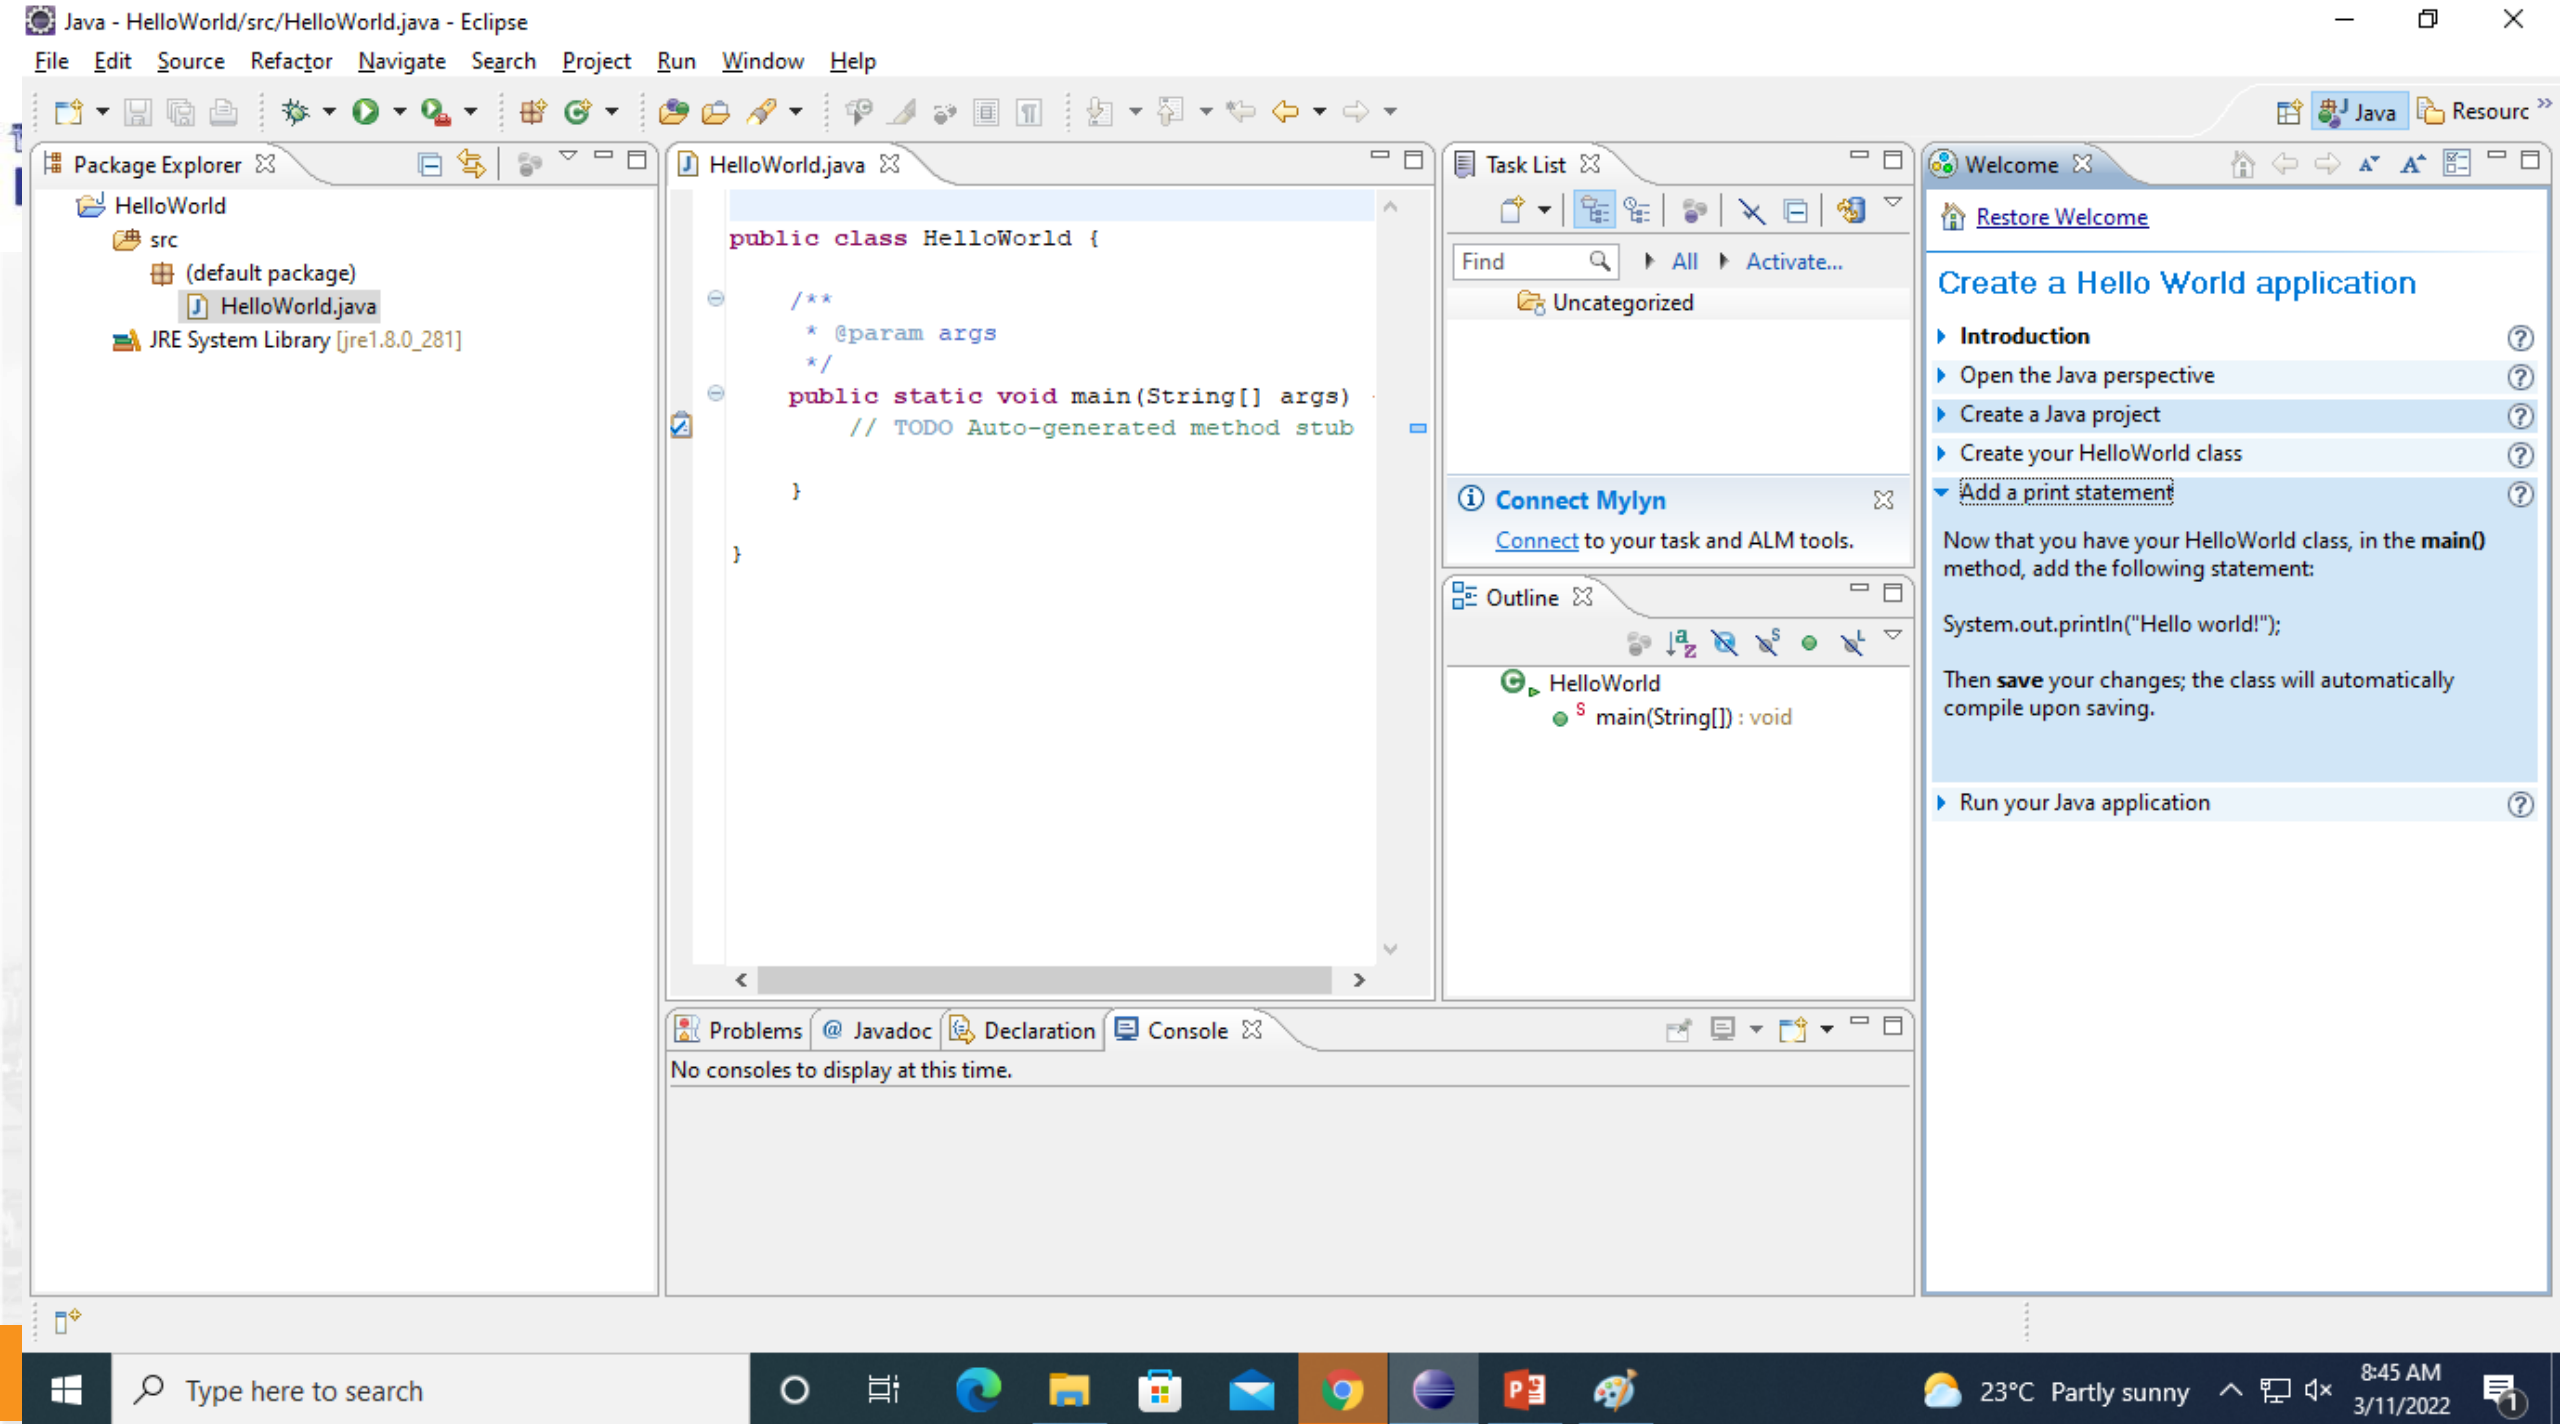 Java - HelloWorld/src/HelloWorld.java - Eclipse
File Edit Source Refactor Navigate Search Project Run Window Help
Java Resourc
Package Explorer
HelloWorld
src
(default package)
HelloWorld.java
JRE System Library [jre1.8.0_281]
HelloWorld.java
public class HelloWorld {
/**
* @param args
*/
public static void main(String[] args)
// TODO Auto-generated method stub
}
}
Task List
Find All Activate...
Uncategorized
Connect Mylyn
Connect to your task and ALM tools.
Outline
HelloWorld
main(String[]) : void
Problems @ Javadoc Declaration Console
No consoles to display at this time.
Welcome
Restore Welcome
Create a Hello World application
Introduction
Open the Java perspective
Create a Java project
Create your HelloWorld class
Add a print statement
Now that you have your HelloWorld class, in the main()
method, add the following statement:
System.out.println("Hello world!");
Then save your changes; the class will automatically
compile upon saving.
Run your Java application
Type here to search
23°C Partly sunny
8:45 AM
3/11/2022
1